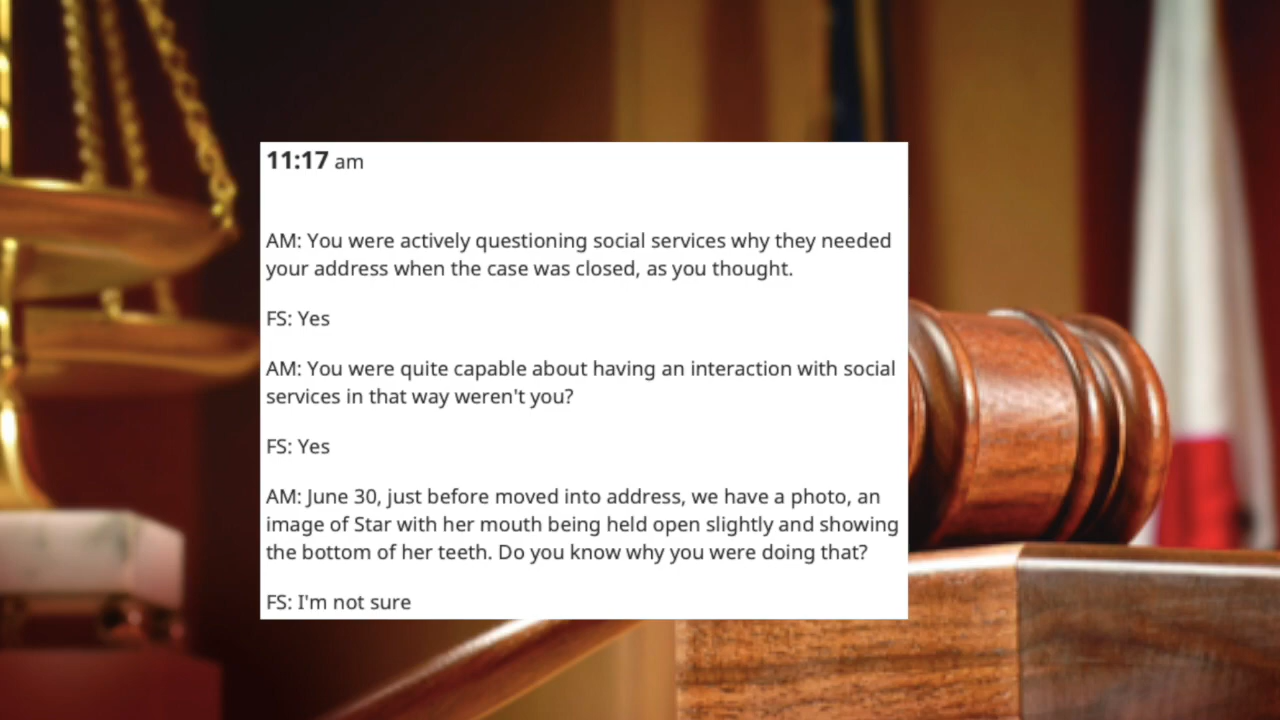 11:17 am
AM: You were actively questioning social services why they needed
your address when the case was closed, as you thought.
FS: Yes
AM: You were quite capable about having an interaction with social
services in that way weren't you?
FS: Yes
AM: June 30, just before moved into address, we have a photo, an
image of Star with her mouth being held open slightly and showing
the bottom of her teeth. Do you know why you were doing that?
FS: I'm not sure